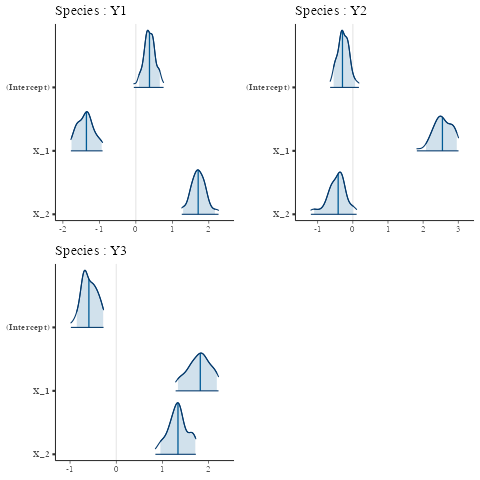 Species : Y1
(Intercept)
X_1
X_2
-2 -1 0 1 2
Species : Y2
(Intercept)
X_1
X_2
-1 0 1 2 3
Species : Y3
(Intercept)
X_1
X_2
-1 0 1 2